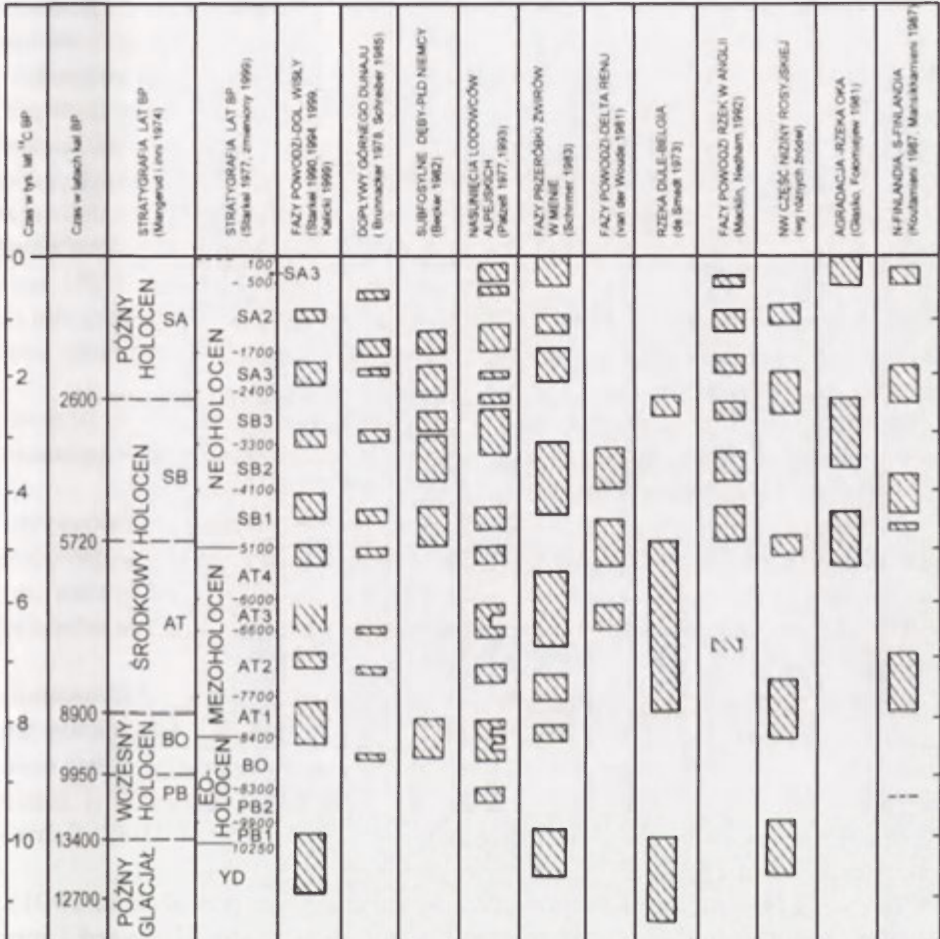 Czas w tys. lat ¹⁴C BP
Czas w latach kal BP
STRATYGRAFIA LAT BP
(Mangerud i inni 1974)
STRATYGRAFIA LAT BP
(Starkel 1977, zmieniony 1999)
FAZY POWODZI-DOL. WISŁY
(Starkel 1990,1994 1999,
Kalicki 1999)
DOPŁYWY GÓRNEGO DUNAJU
( Brunnacker 1978, Schreiber 1985)
SUBFOSYLNE DĘBY-PŁD NIEMCY
(Becker 1982)
NASUNIĘCIA LODOWCÓW
ALPEJSKICH
(Patzelt 1977,1993)
FAZY PRZERÓBKI ŻWIRÓW
W MENIE
(Schirmer 1983)
FAZY POWODZI-DELTA RENU
(van der Woude 1981)
RZEKA DULE-BELGIA
(de Smedt 1973)
FAZY POWODZI RZEK W ANGLII
(Macklin, Needham 1992)
NW CZĘŚĆ NIZINY ROSYJSKIEJ
(wg różnych źródeł)
AGRADACJA -RZEKA OKA
1981)
N-FINLANDIA, S-FINLANDIA
(Koutaniemi 1987, 1987)
0
2
4
6
8
10
2600
5720
8900
9950
13400
12700
PÓŹNY
HOLOCEN
ŚRODKOWY HOLOCEN
WCZESNY
HOLOCEN
PÓŹNY
GLACJAŁ
SA
SB
AT
BO
PB
NEOHOLOCEN
MEZOHOLOCEN
EO-
HOLOCEN
100
SA3
- 500
SA2
-1700
SA3
-2400
SB3
-3300
SB2
-4100
SB1
5100
AT4
-6000
AT3
-6600
AT2
-7700
AT1
8400
BO
-8300
PB2
-9900
PB1
10250
YD